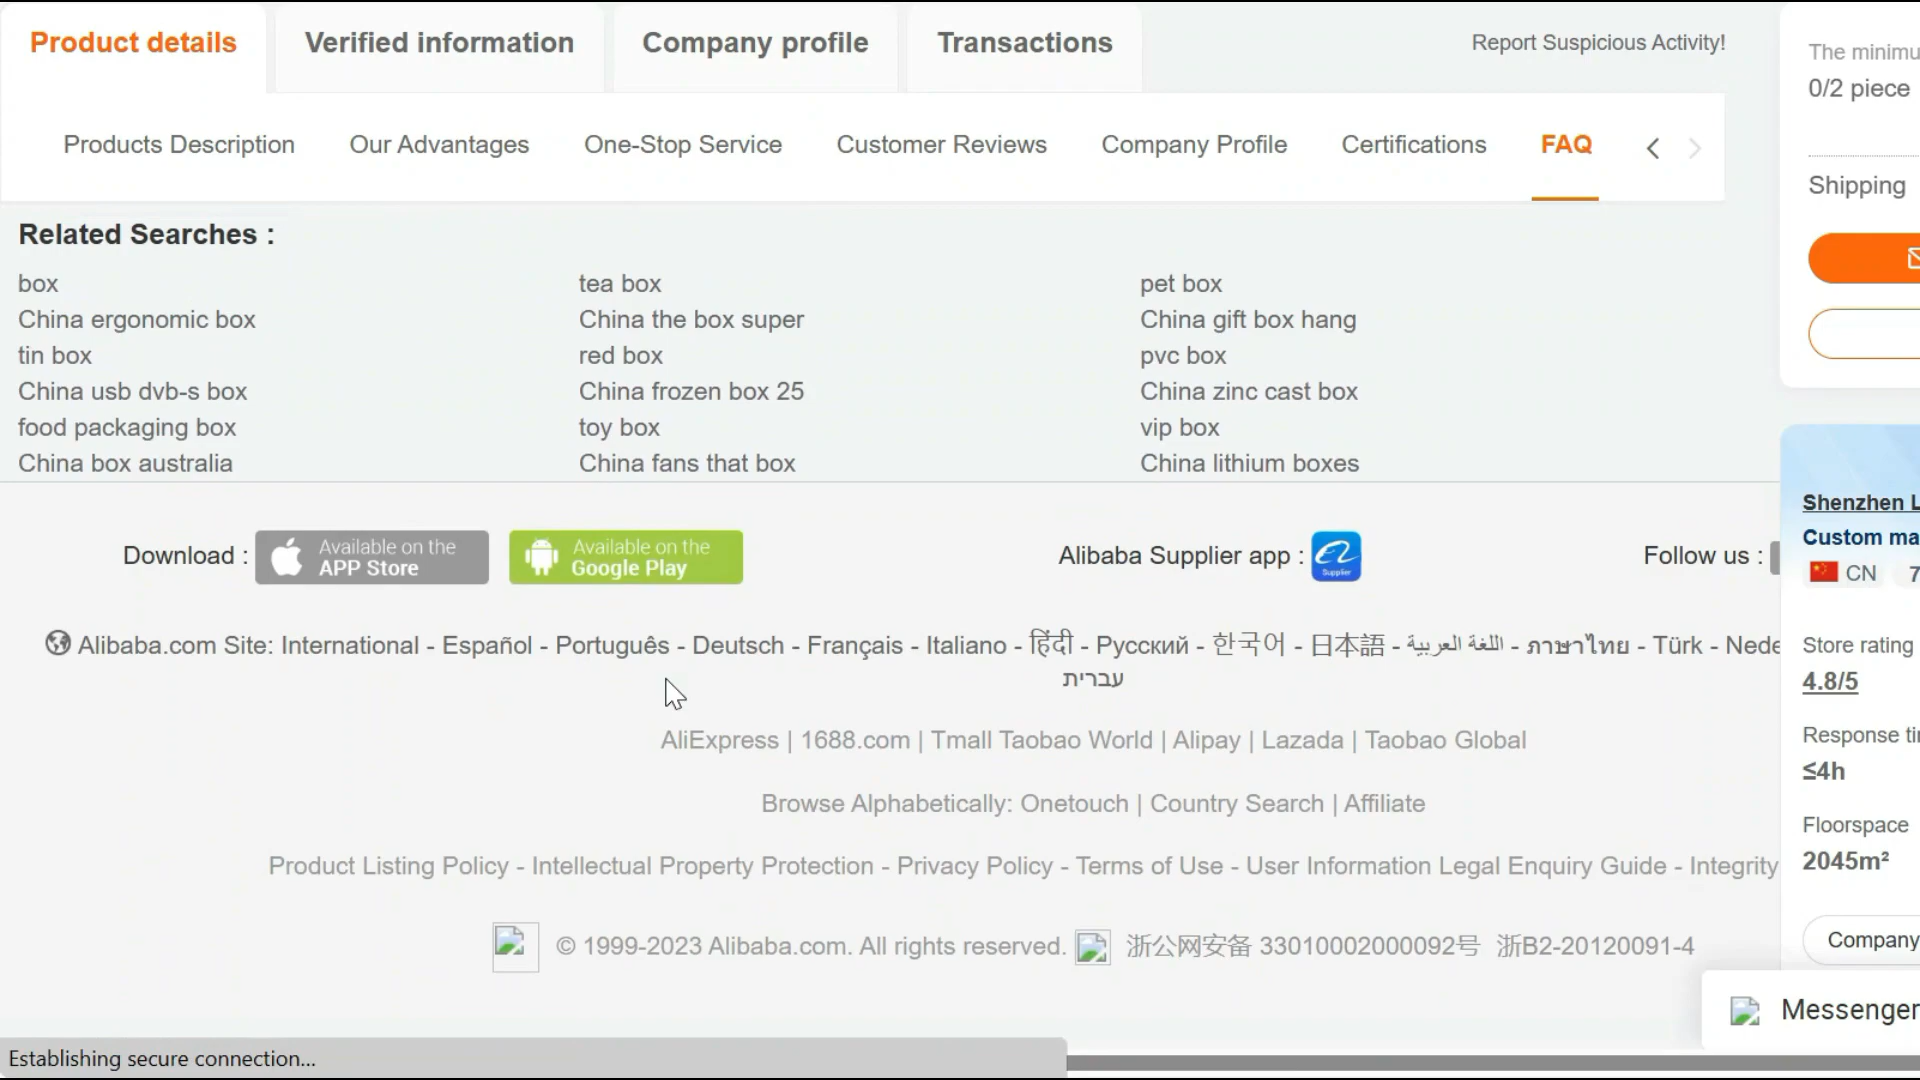 Product details
Verified information
Company profile
Transactions
Report Suspicious Activity!
Products Description
Our Advantages
One-Stop Service
Customer Reviews
Company Profile
Certifications
FAQ
Related Searches :
box
tea box
pet box
China ergonomic box
China the box super
China gift box hang
tin box
red box
pvc box
China usb dvb-s box
China frozen box 25
China zinc cast box
food packaging box
toy box
vip box
China box australia
China fans that box
China lithium boxes
Download :
Available on the
APP Store
Available on the
Google Play
Alibaba Supplier app :
Supplier
Follow us :
Alibaba.com Site: International - Español - Português - Deutsch - Français - Italiano - हिंदी - Русский - 한국어 - 日本語 - اللغة العربية - ภาษาไทย - Türk - Nede
עברית
AliExpress | 1688.com | Tmall Taobao World | Alipay | Lazada | Taobao Global
Browse Alphabetically: Onetouch | Country Search | Affiliate
Product Listing Policy - Intellectual Property Protection - Privacy Policy - Terms of Use - User Information Legal Enquiry Guide - Integrity
© 1999-2023 Alibaba.com. All rights reserved.
浙公网安备 33010002000092号 浙B2-20120091-4
The minimu
0/2 piece
Shipping
Shenzhen L
Custom ma
CN
7
Store rating
4.8/5
Response ti
≤4h
Floorspace
2045m²
Company
Messenger
Establishing secure connection...